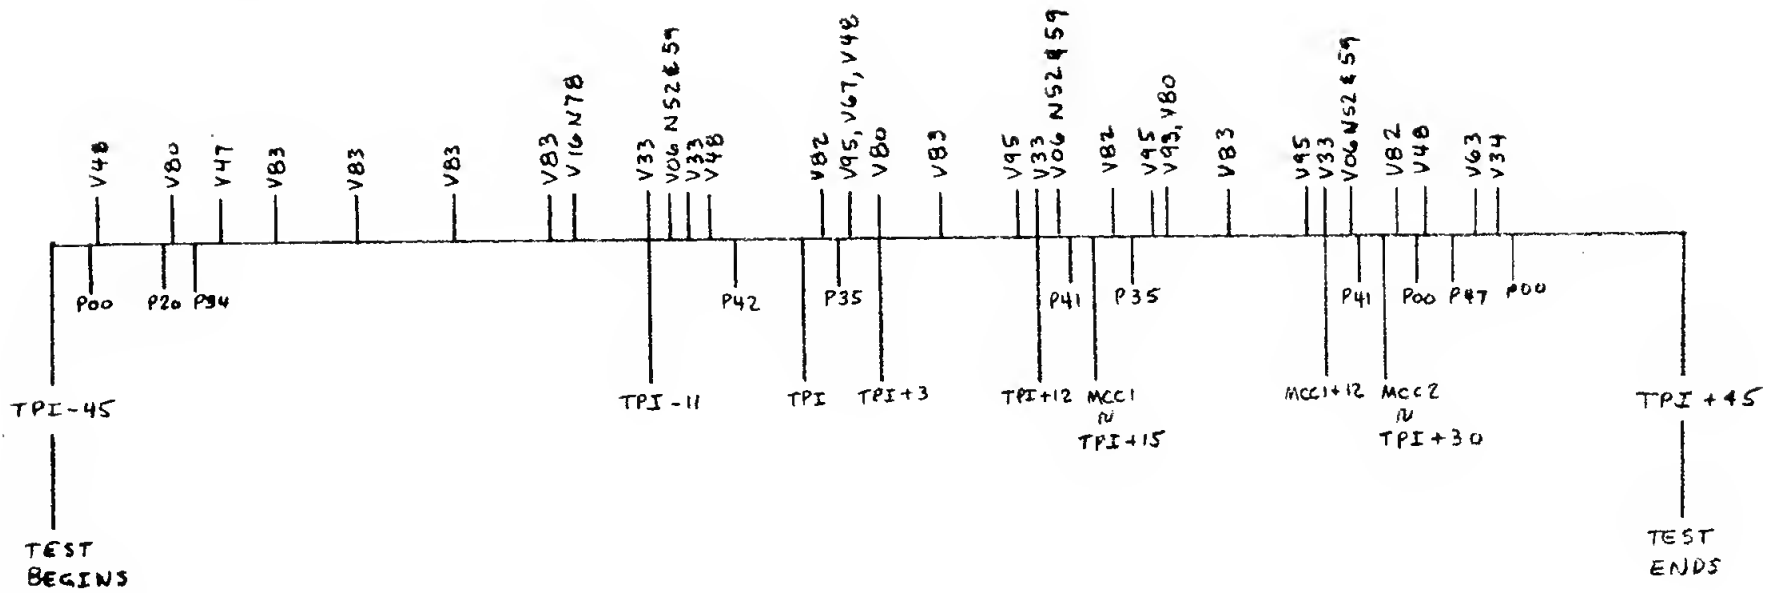 V48
V80
V47
V83
V83
V83
V83
V16 N78
V33
V06 N52 & 59
V33
V48
V82
V95, V67, V48
V80
V83
V95
V33
V06 N52 & 59
V82
V95
V93, V80
V83
V95
V33
V06 N52 & 59
V82
V48
V63
V34
P00
P20
P34
P42
P35
P41
P35
P41
P00
P47
P00
TPI-45
TPI-11
TPI
TPI+3
TPI+12
MCC1
≈
TPI+15
MCC1+12
MCC2
≈
TPI+30
TPI+45
TEST
BEGINS
TEST
ENDS